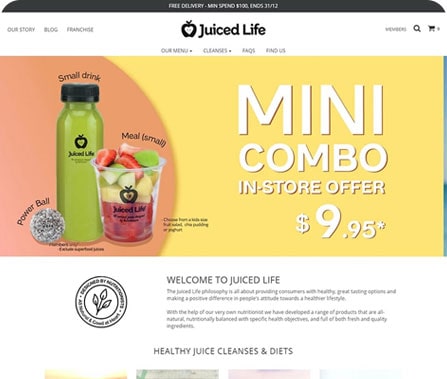 FREE DELIVERY - MIN SPEND $100, ENDS 31/12
OUR STORY BLOG FRANCHISE
Juiced Life
MEMBERS 0
OUR MENU CLEANSES FAQS FIND US
Small drink
Meal (small)
Power Ball
Juiced Life
Juiced Life
- Choose from a kids size
fruit salad, chia pudding
or yoghurt
Exclude superfood juices
MINI
COMBO
IN-STORE OFFER
$9.95*
DESIGNED BY NUTRITIONISTS
WELCOME TO JUICED LIFE
The Juiced Life philosophy is all about providing consumers with healthy, great tasting options and
making a positive difference in people's attitude towards a healthier lifestyle.
With the help of our very own nutritionist we have developed a range of products that are all-
natural, nutritionally balanced with specific health objectives, and full of both fresh and quality
ingredients.
HEALTHY JUICE CLEANSES & DIETS